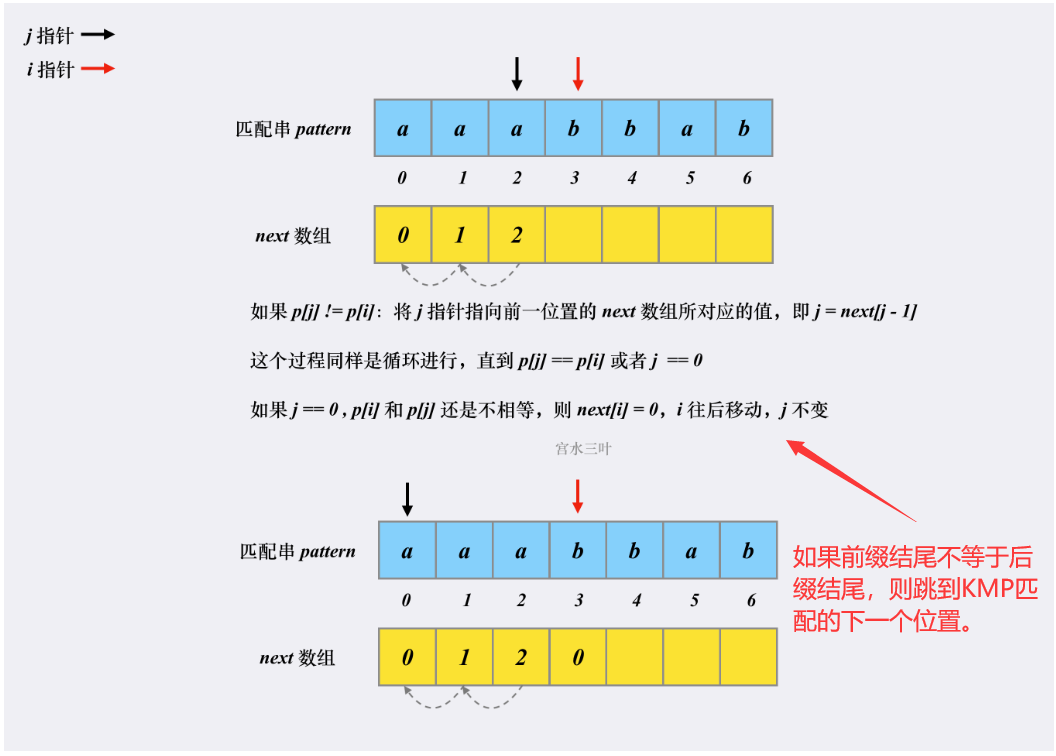 j 指针
i 指针
匹配串 pattern
a a a b b a b
0 1 2 3 4 5 6
next 数组
0 1 2
如果 p[j] != p[i]：将 j 指针指向前一位置的 next 数组所对应的值，即 j = next[j - 1]
这个过程同样是循环进行，直到 p[j] == p[i] 或者 j == 0
如果 j == 0 , p[i] 和 p[j] 还是不相等，则 next[i] = 0，i 往后移动，j 不变
宫水三叶
匹配串 pattern
a a a b b a b
0 1 2 3 4 5 6
如果前缀结尾不等于后
缀结尾，则跳到KMP匹
配的下一个位置。
next 数组
0 1 2 0